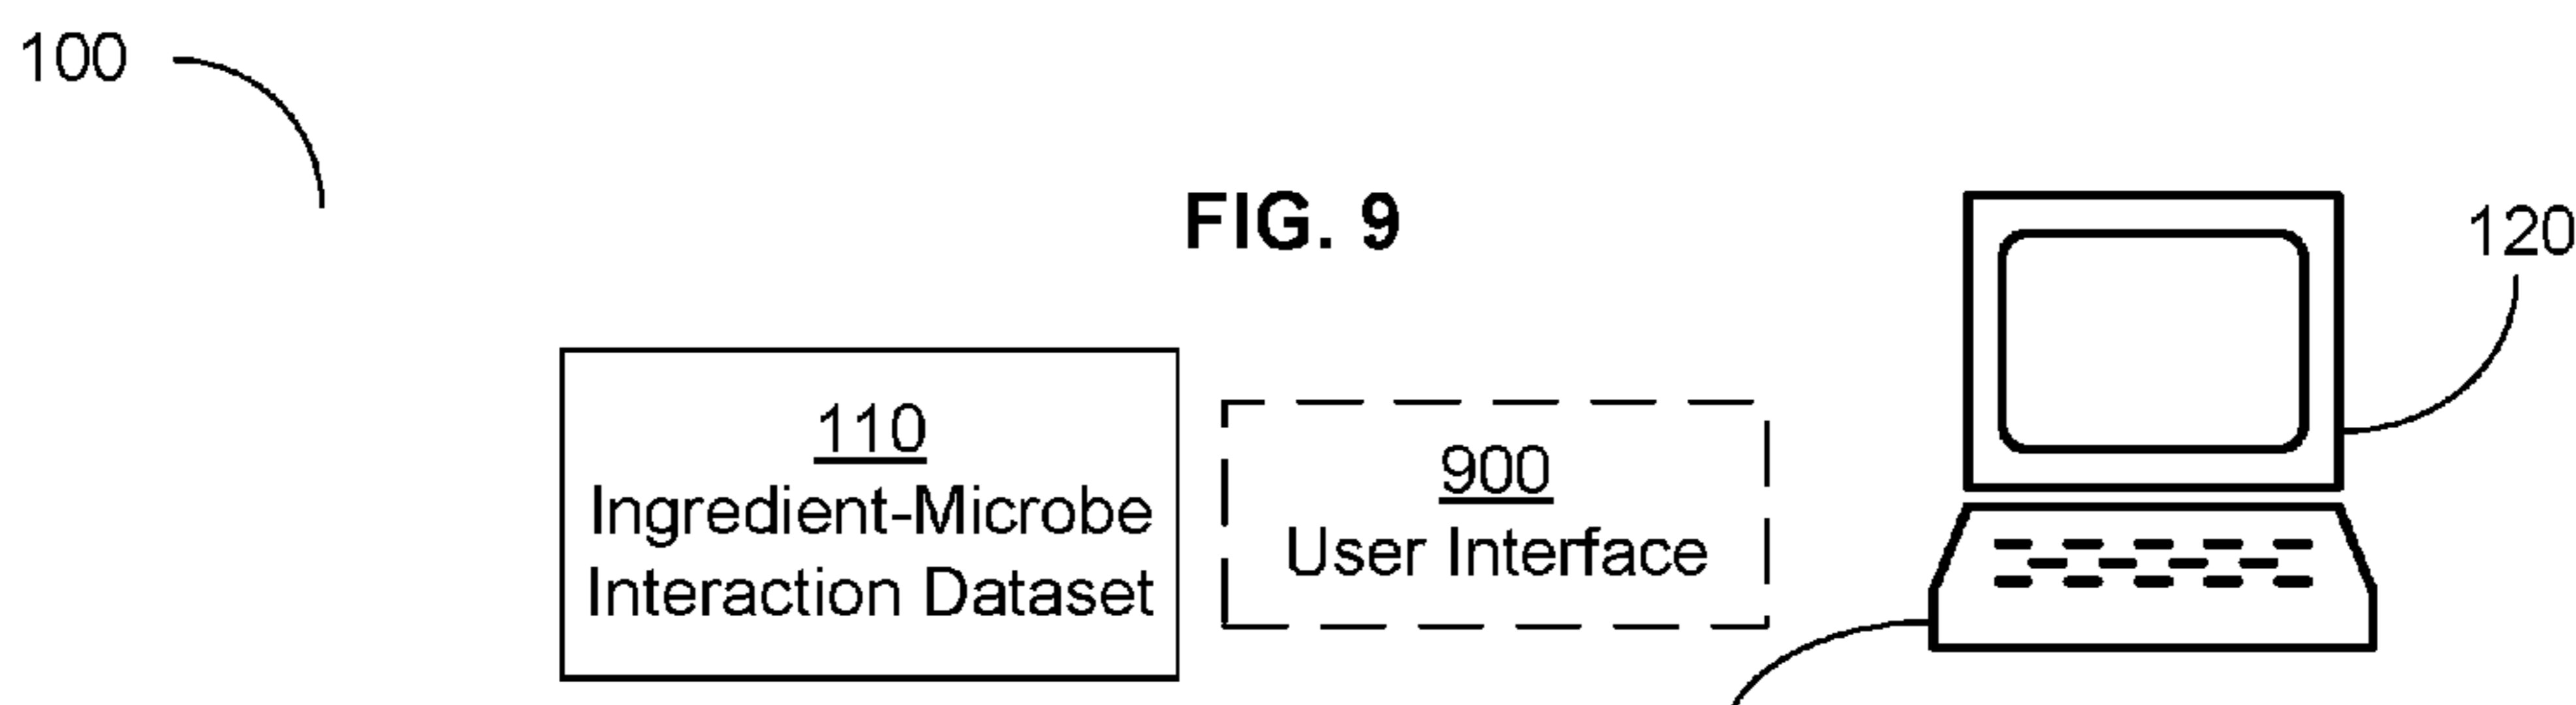 100
FIG. 9
120
110
Ingredient-Microbe
Interaction Dataset
900
User Interface